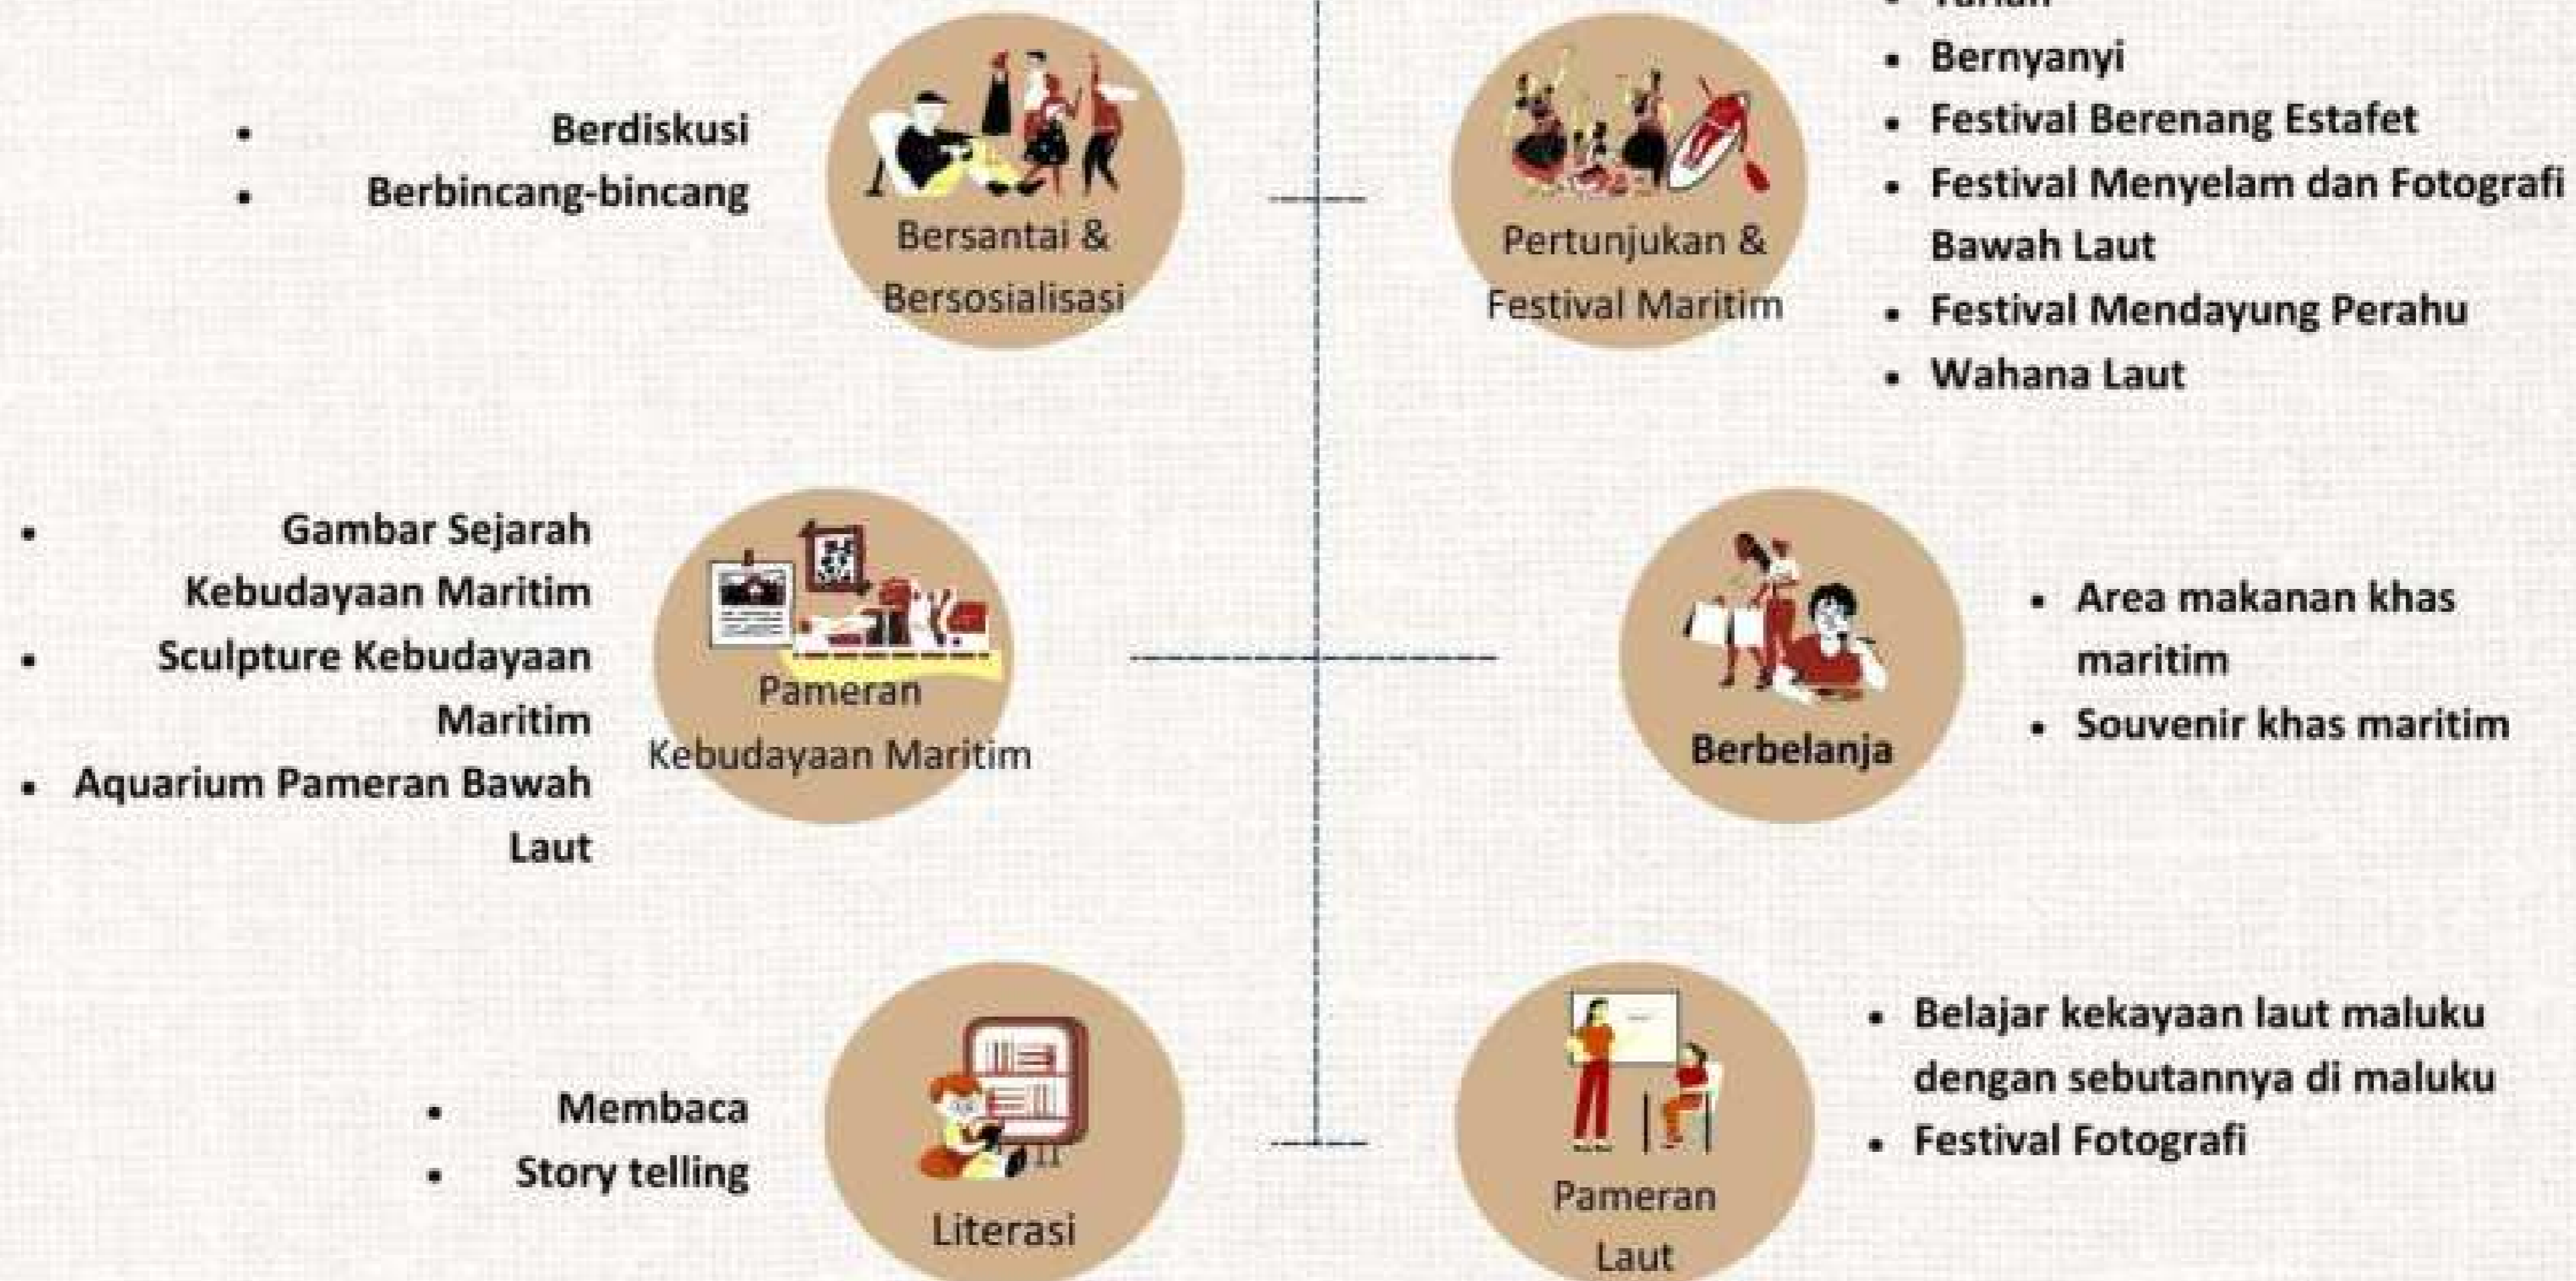 Berdiskusi
Berbincang-bincang
Bersantai &
Bersosialisasi
Pertunjukan &
Festival Maritim
Bernyanyi
Festival Berenang Estafet
Festival Menyelam dan Fotografi
Bawah Laut
Festival Mendayung Perahu
Wahana Laut
Gambar Sejarah
Kebudayaan Maritim
Sculpture Kebudayaan
Maritim
Aquarium Pameran Bawah
Laut
Pameran
Kebudayaan Maritim
Berbelanja
Area makanan khas
maritim
Souvenir khas maritim
Membaca
Story telling
Literasi
Pameran
Laut
Belajar kekayaan laut maluku
dengan sebutannya di maluku
Festival Fotografi